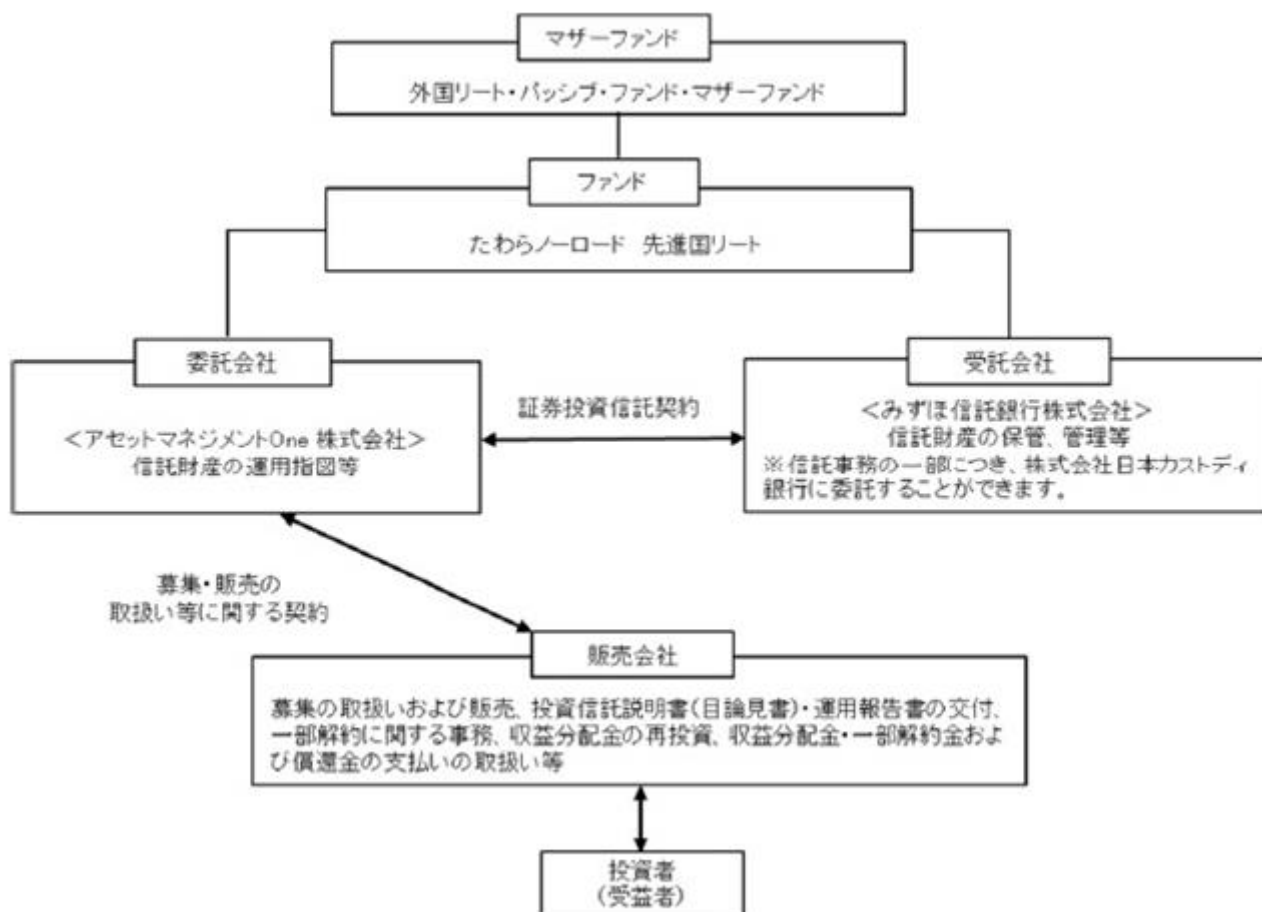 マザーファンド
外国リート・パッシブ・ファンド・マザーファンド
ファンド
たわらノーロード 先進国リート
委託会社
<アセットマネジメントOne 株式会社>
信託財産の運用指図等
証券投資信託契約
受託会社
<みずほ信託銀行株式会社>
信託財産の保管、管理等
※信託事務の一部につき、株式会社日本カストディ
銀行に委託することができます。
募集・販売の
取扱い等に関する契約
販売会社
募集の取扱いおよび販売、投資信託説明書(目論見書)・運用報告書の交付、
一部解約に関する事務、収益分配金の再投資、収益分配金・一部解約金およ
び償還金の支払いの取扱い等
投資者
(受益者)